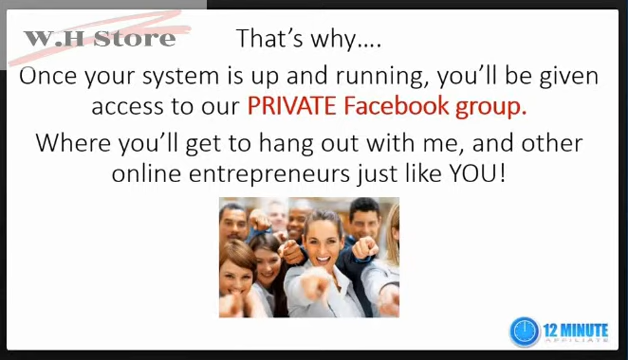 W.H Store
That's why....
Once your system is up and running, you'll be given
access to our PRIVATE Facebook group.
Where you'll get to hang out with me, and other
online entrepreneurs just like YOU!
12 MINUTE
AFFILIATE